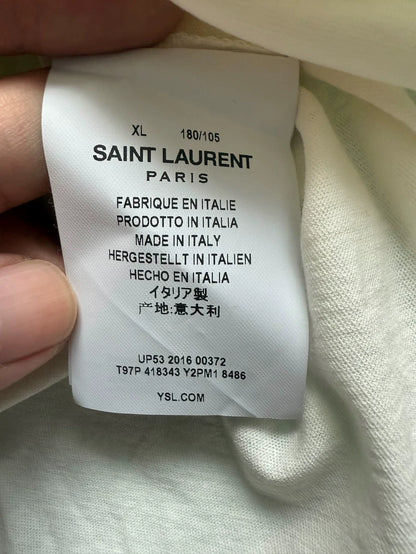 XL 180/105
SAINT LAURENT
PARIS
FABRIQUE EN ITALIE
PRODOTTO IN ITALIA
MADE IN ITALY
HERGESTELLT IN ITALIEN
HECHO EN ITALIA
イタリア製
产地:意大利
UP53 2016 00372
T97P 418343 Y2PM1 8486
YSL.COM